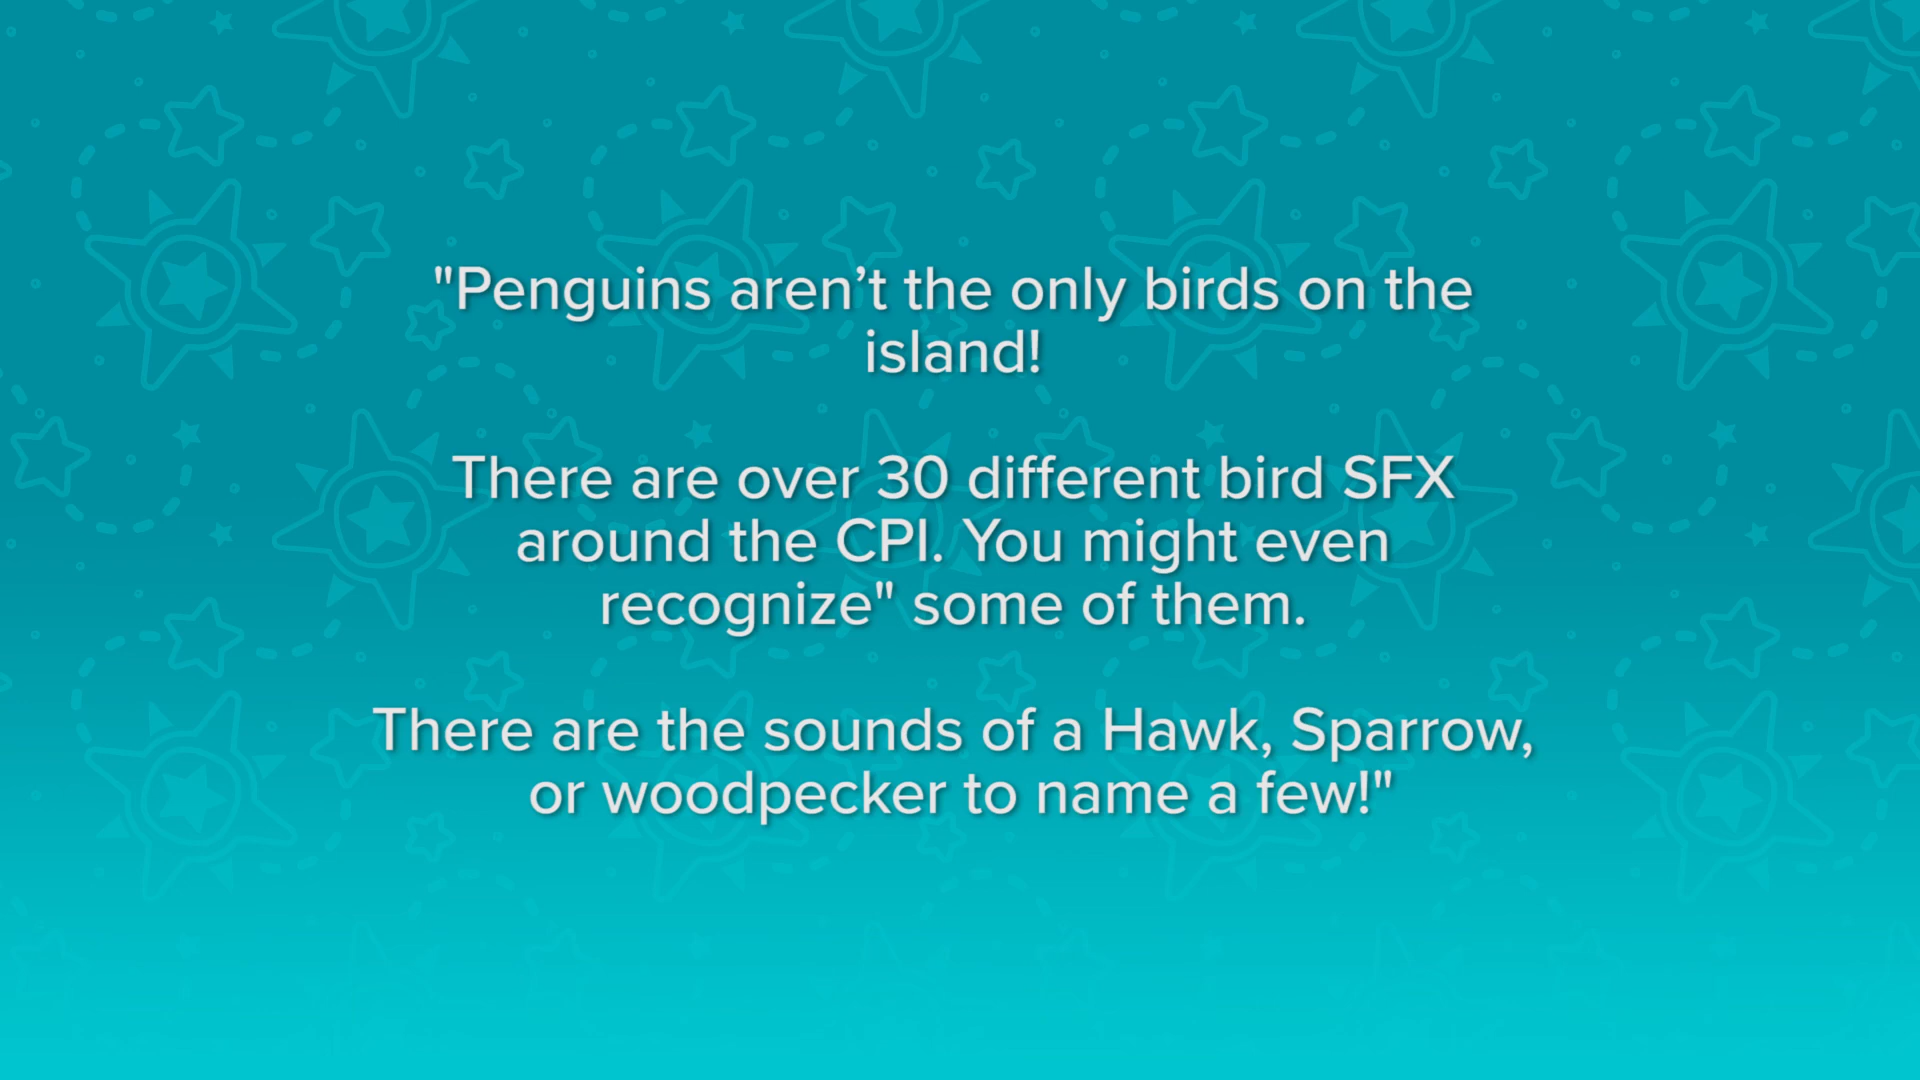 "Penguins aren’t the only birds on the
island!
There are over 30 different bird SFX
around the CPI. You might even
recognize" some of them.
There are the sounds of a Hawk, Sparrow,
or woodpecker to name a few!"